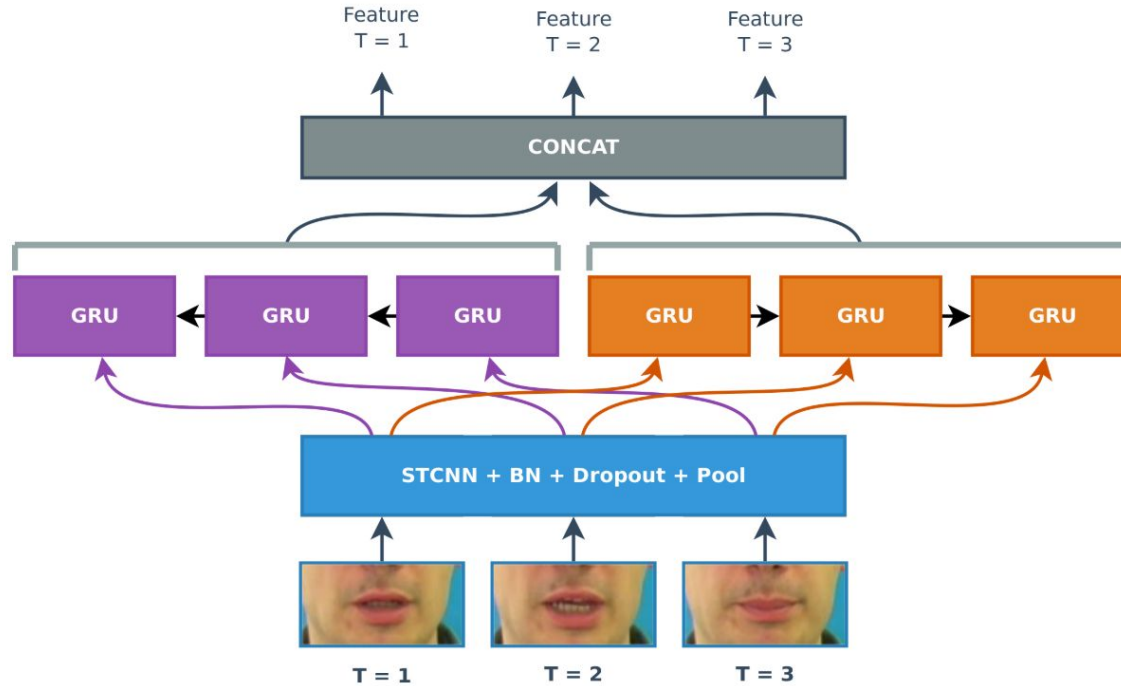 Feature Feature Feature
T = 1 T = 2 T = 3
CONCAT
GRU GRU GRU GRU GRU GRU
STCNN + BN + Dropout + Pool
T = 1 T = 2 T = 3